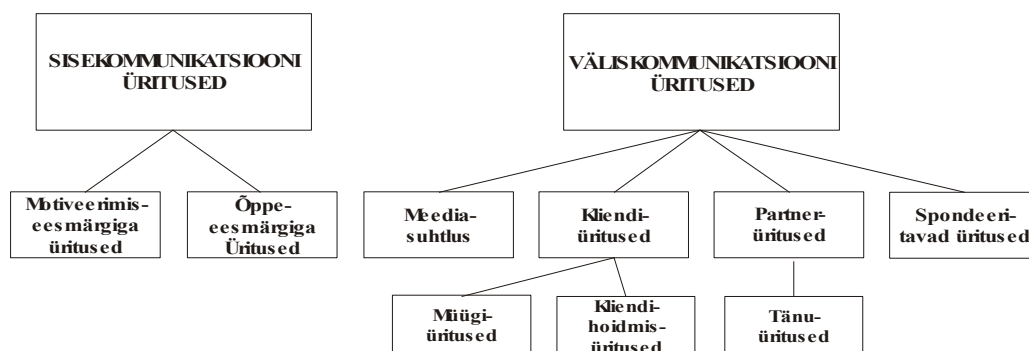 SISEKOMMUNIKATSIOONI
ÜRITUSED
VÄLISKOMMUNIKATSIOONI
ÜRITUSED
Motiveerimis-
eesmärgiga
üritused
Õppe-
eesmärgiga
Üritused
Meedia-
suhtlus
Kliendi-
üritused
Partner-
üritused
Spondeeri-
tavad üritused
Müügi-
üritused
Kliendi-
hoidmis-
üritused
Tänu-
üritused